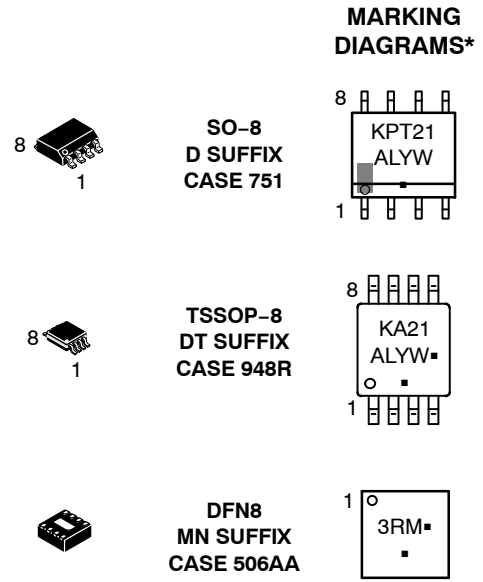 MARKING
DIAGRAMS*
8
1
SO−8
D SUFFIX
CASE 751
8
KPT21
ALYW
▪
1
8
1
TSSOP−8
DT SUFFIX
CASE 948R
8
KA21
ALYW▪
▪
1
DFN8
MN SUFFIX
CASE 506AA
1
3RM▪
▪